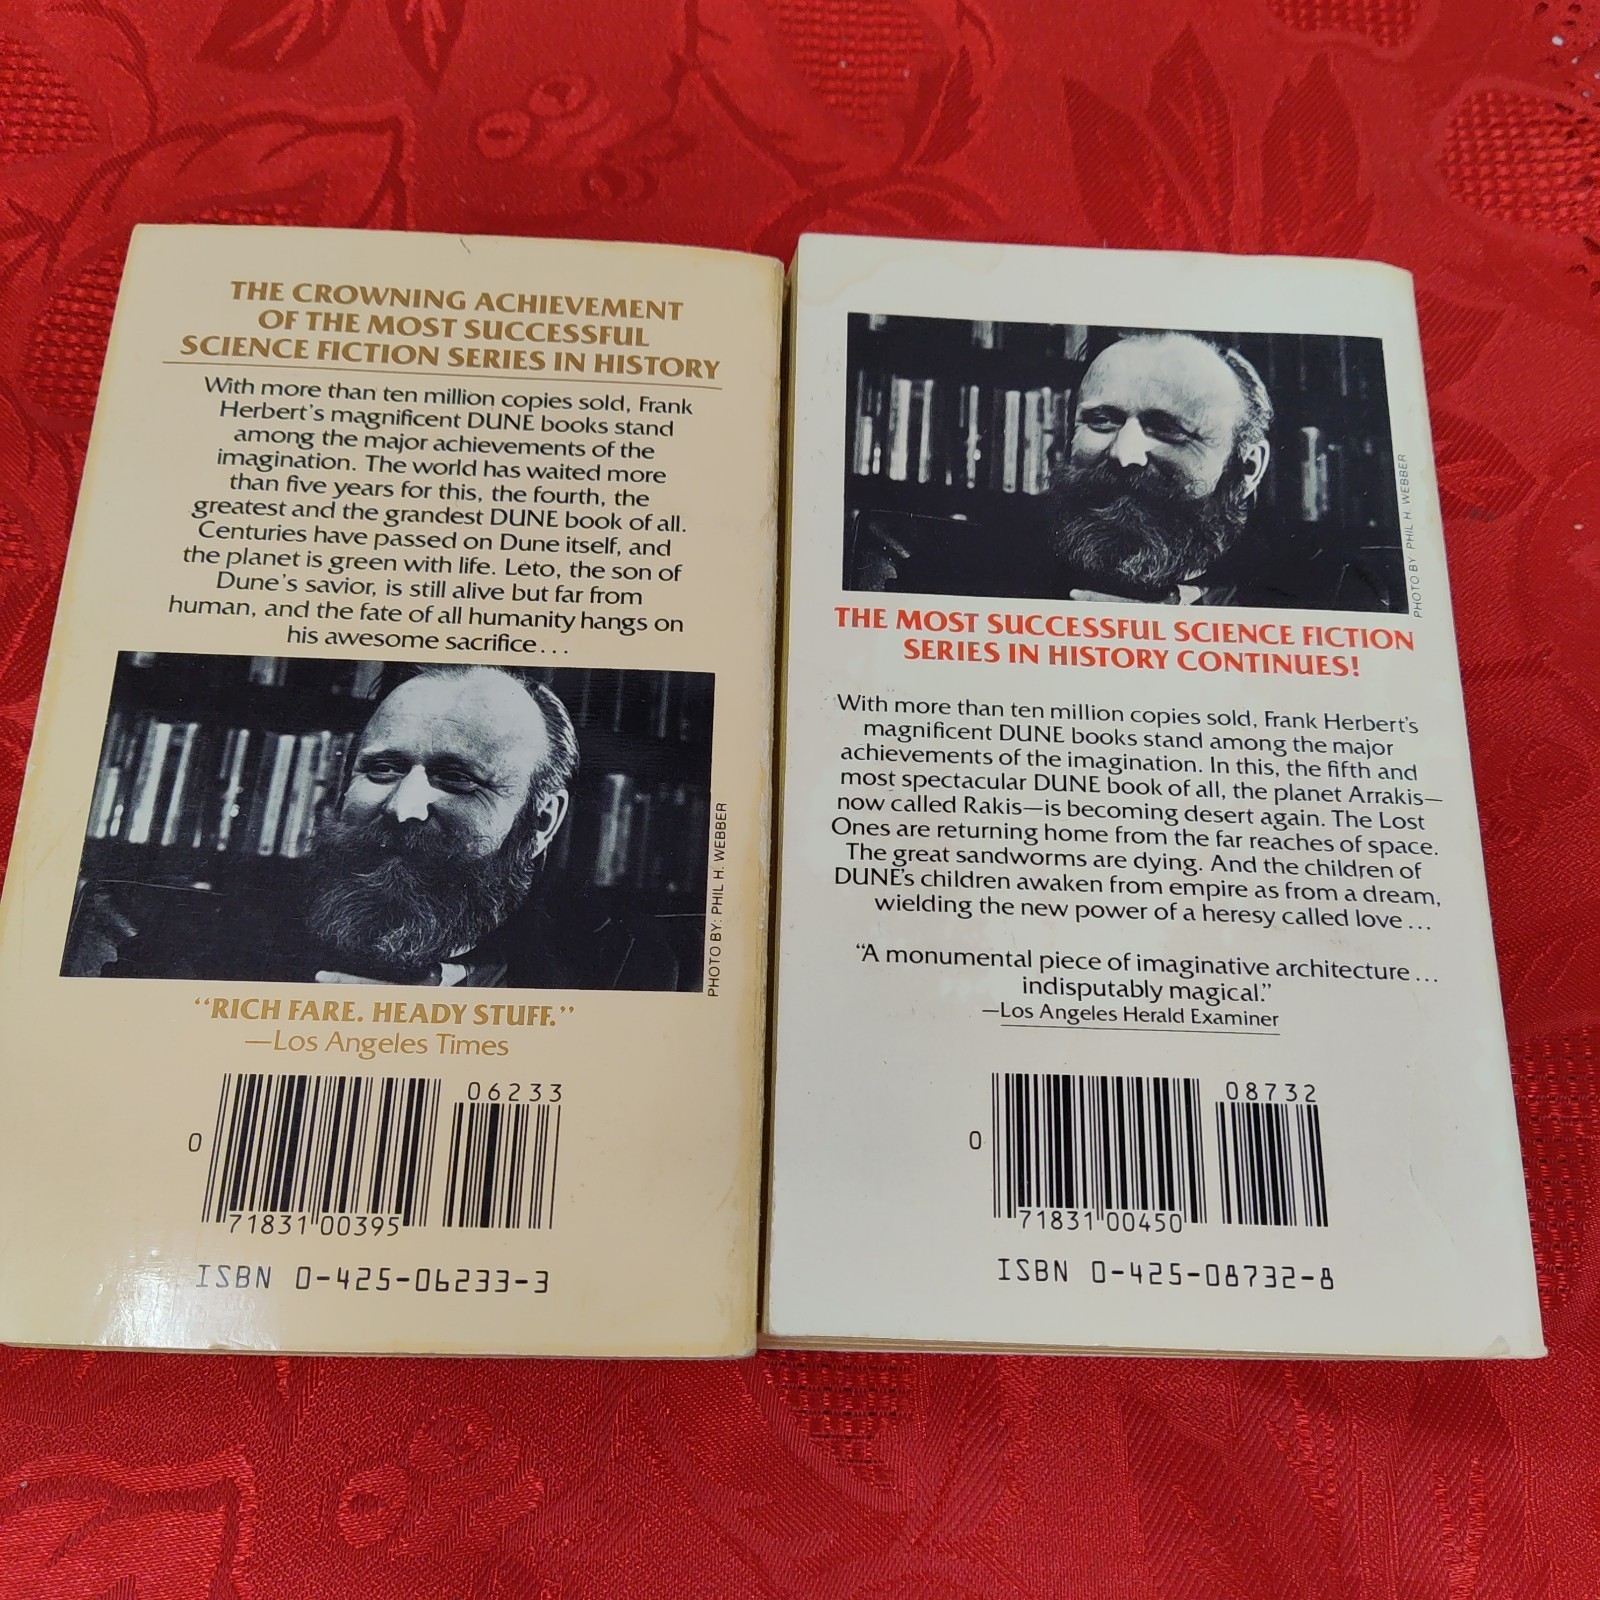 THE CROWNING ACHIEVEMENT
OF THE MOST SUCCESSFUL
SCIENCE FICTION SERIES IN HISTORY
With more than ten million copies sold, Frank
Herbert's magnificent DUNE books stand
among the major achievements of the
imagination. The world has waited more
than five years for this, the fourth, the
greatest and the grandest DUNE book of all.
Centuries have passed on Dune itself, and
the planet is green with life. Leto, the son of
Dune's savior, is still alive but far from
human, and the fate of all humanity hangs on
his awesome sacrifice...
PHOTO BY: PHIL H. WEBBER
"RICH FARE. HEADY STUFF."
—Los Angeles Times
06233
0
71831 00395
ISBN 0-425-06233-3
PHOTO BY: PHIL H. WEBBER
THE MOST SUCCESSFUL SCIENCE FICTION
SERIES IN HISTORY CONTINUES!
With more than ten million copies sold, Frank Herbert's
magnificent DUNE books stand among the major
achievements of the imagination. In this, the fifth and
most spectacular DUNE book of all, the planet Arrakis—
now called Rakis—is becoming desert again. The Lost
Ones are returning home from the far reaches of space.
The great sandworms are dying. And the children of
DUNE's children awaken from empire as from a dream,
wielding the new power of a heresy called love...
"A monumental piece of imaginative architecture...
indisputably magical."
—Los Angeles Herald Examiner
08732
0
71831 00450
ISBN 0-425-08732-8